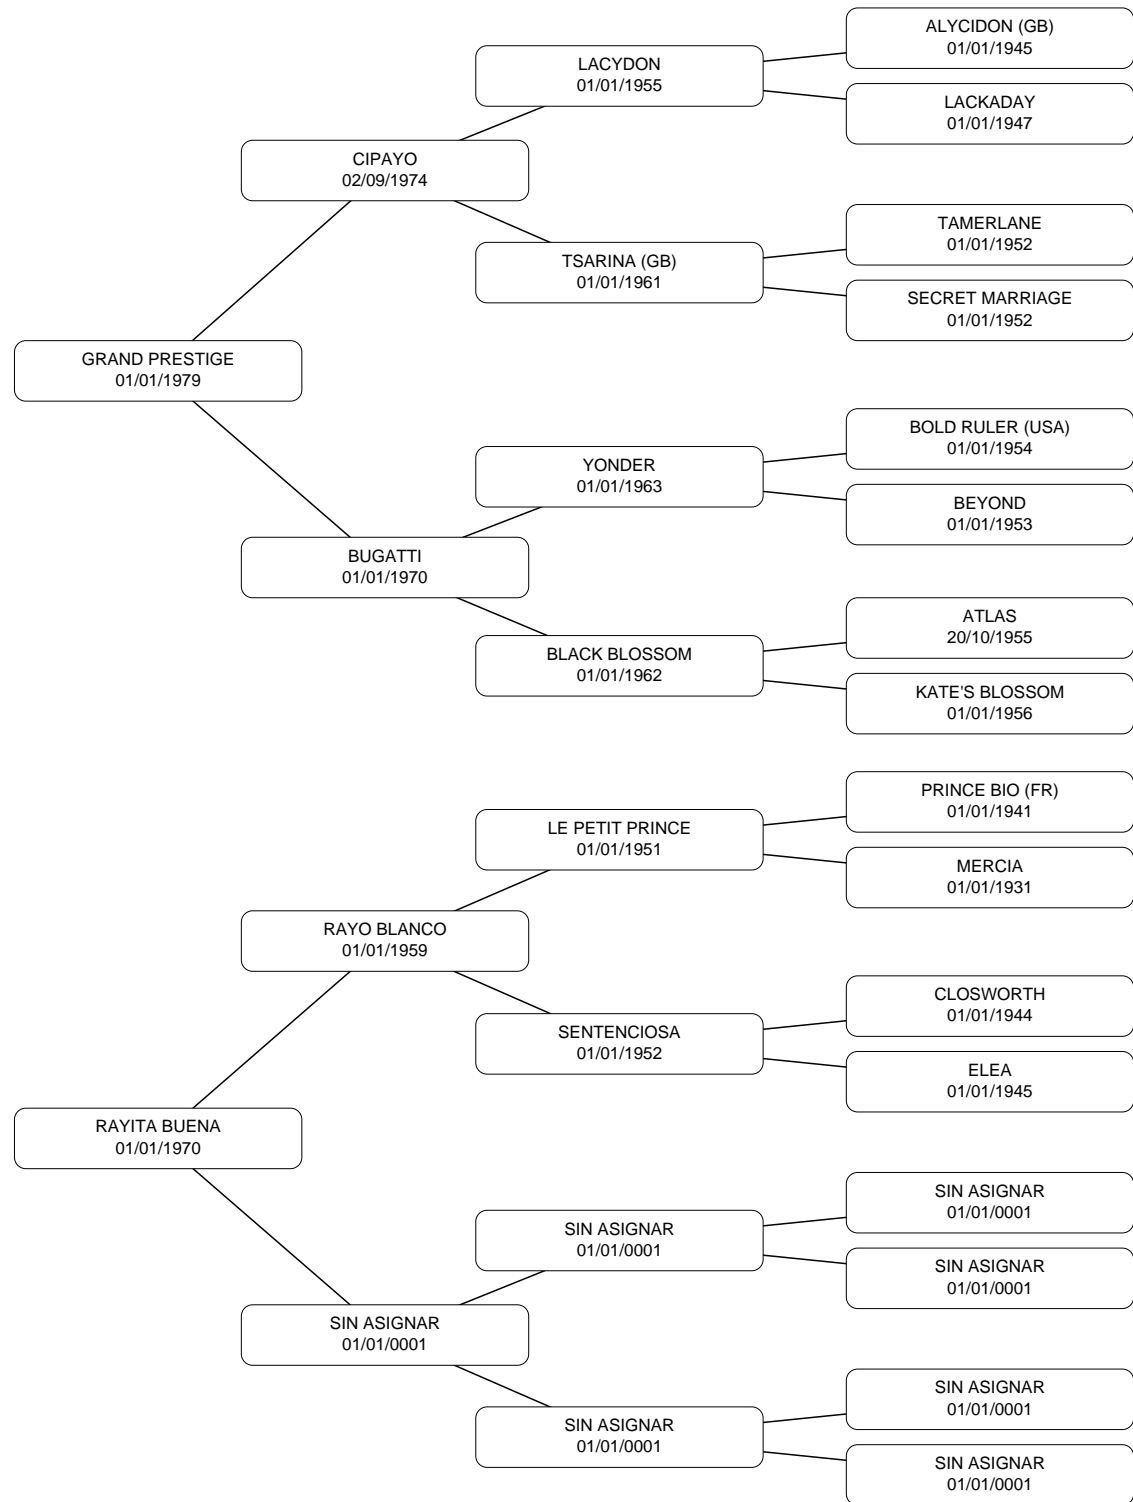 ALYCIDON (GB)
01/01/1945
LACYDON
01/01/1955
LACKADAY
01/01/1947
CIPAYO
02/09/1974
TAMERLANE
01/01/1952
TSARINA (GB)
01/01/1961
SECRET MARRIAGE
01/01/1952
GRAND PRESTIGE
01/01/1979
BOLD RULER (USA)
01/01/1954
YONDER
01/01/1963
BEYOND
01/01/1953
BUGATTI
01/01/1970
ATLAS
20/10/1955
BLACK BLOSSOM
01/01/1962
KATE'S BLOSSOM
01/01/1956
PRINCE BIO (FR)
01/01/1941
LE PETIT PRINCE
01/01/1951
MERCIA
01/01/1931
RAYO BLANCO
01/01/1959
CLOSWORTH
01/01/1944
SENTENCIOSA
01/01/1952
ELEA
01/01/1945
RAYITA BUENA
01/01/1970
SIN ASIGNAR
01/01/0001
SIN ASIGNAR
01/01/0001
SIN ASIGNAR
01/01/0001
SIN ASIGNAR
01/01/0001
SIN ASIGNAR
01/01/0001
SIN ASIGNAR
01/01/0001
SIN ASIGNAR
01/01/0001